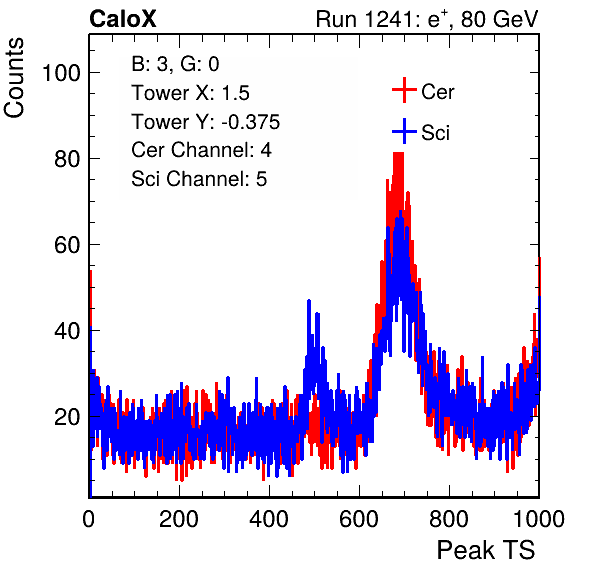 CaloX Run 1241: e⁺, 80 GeV
Counts
B: 3, G: 0
Tower X: 1.5
Tower Y: -0.375
Cer Channel: 4
Sci Channel: 5
Cer
Sci
100
80
60
40
20
0 200 400 600 800 1000
Peak TS